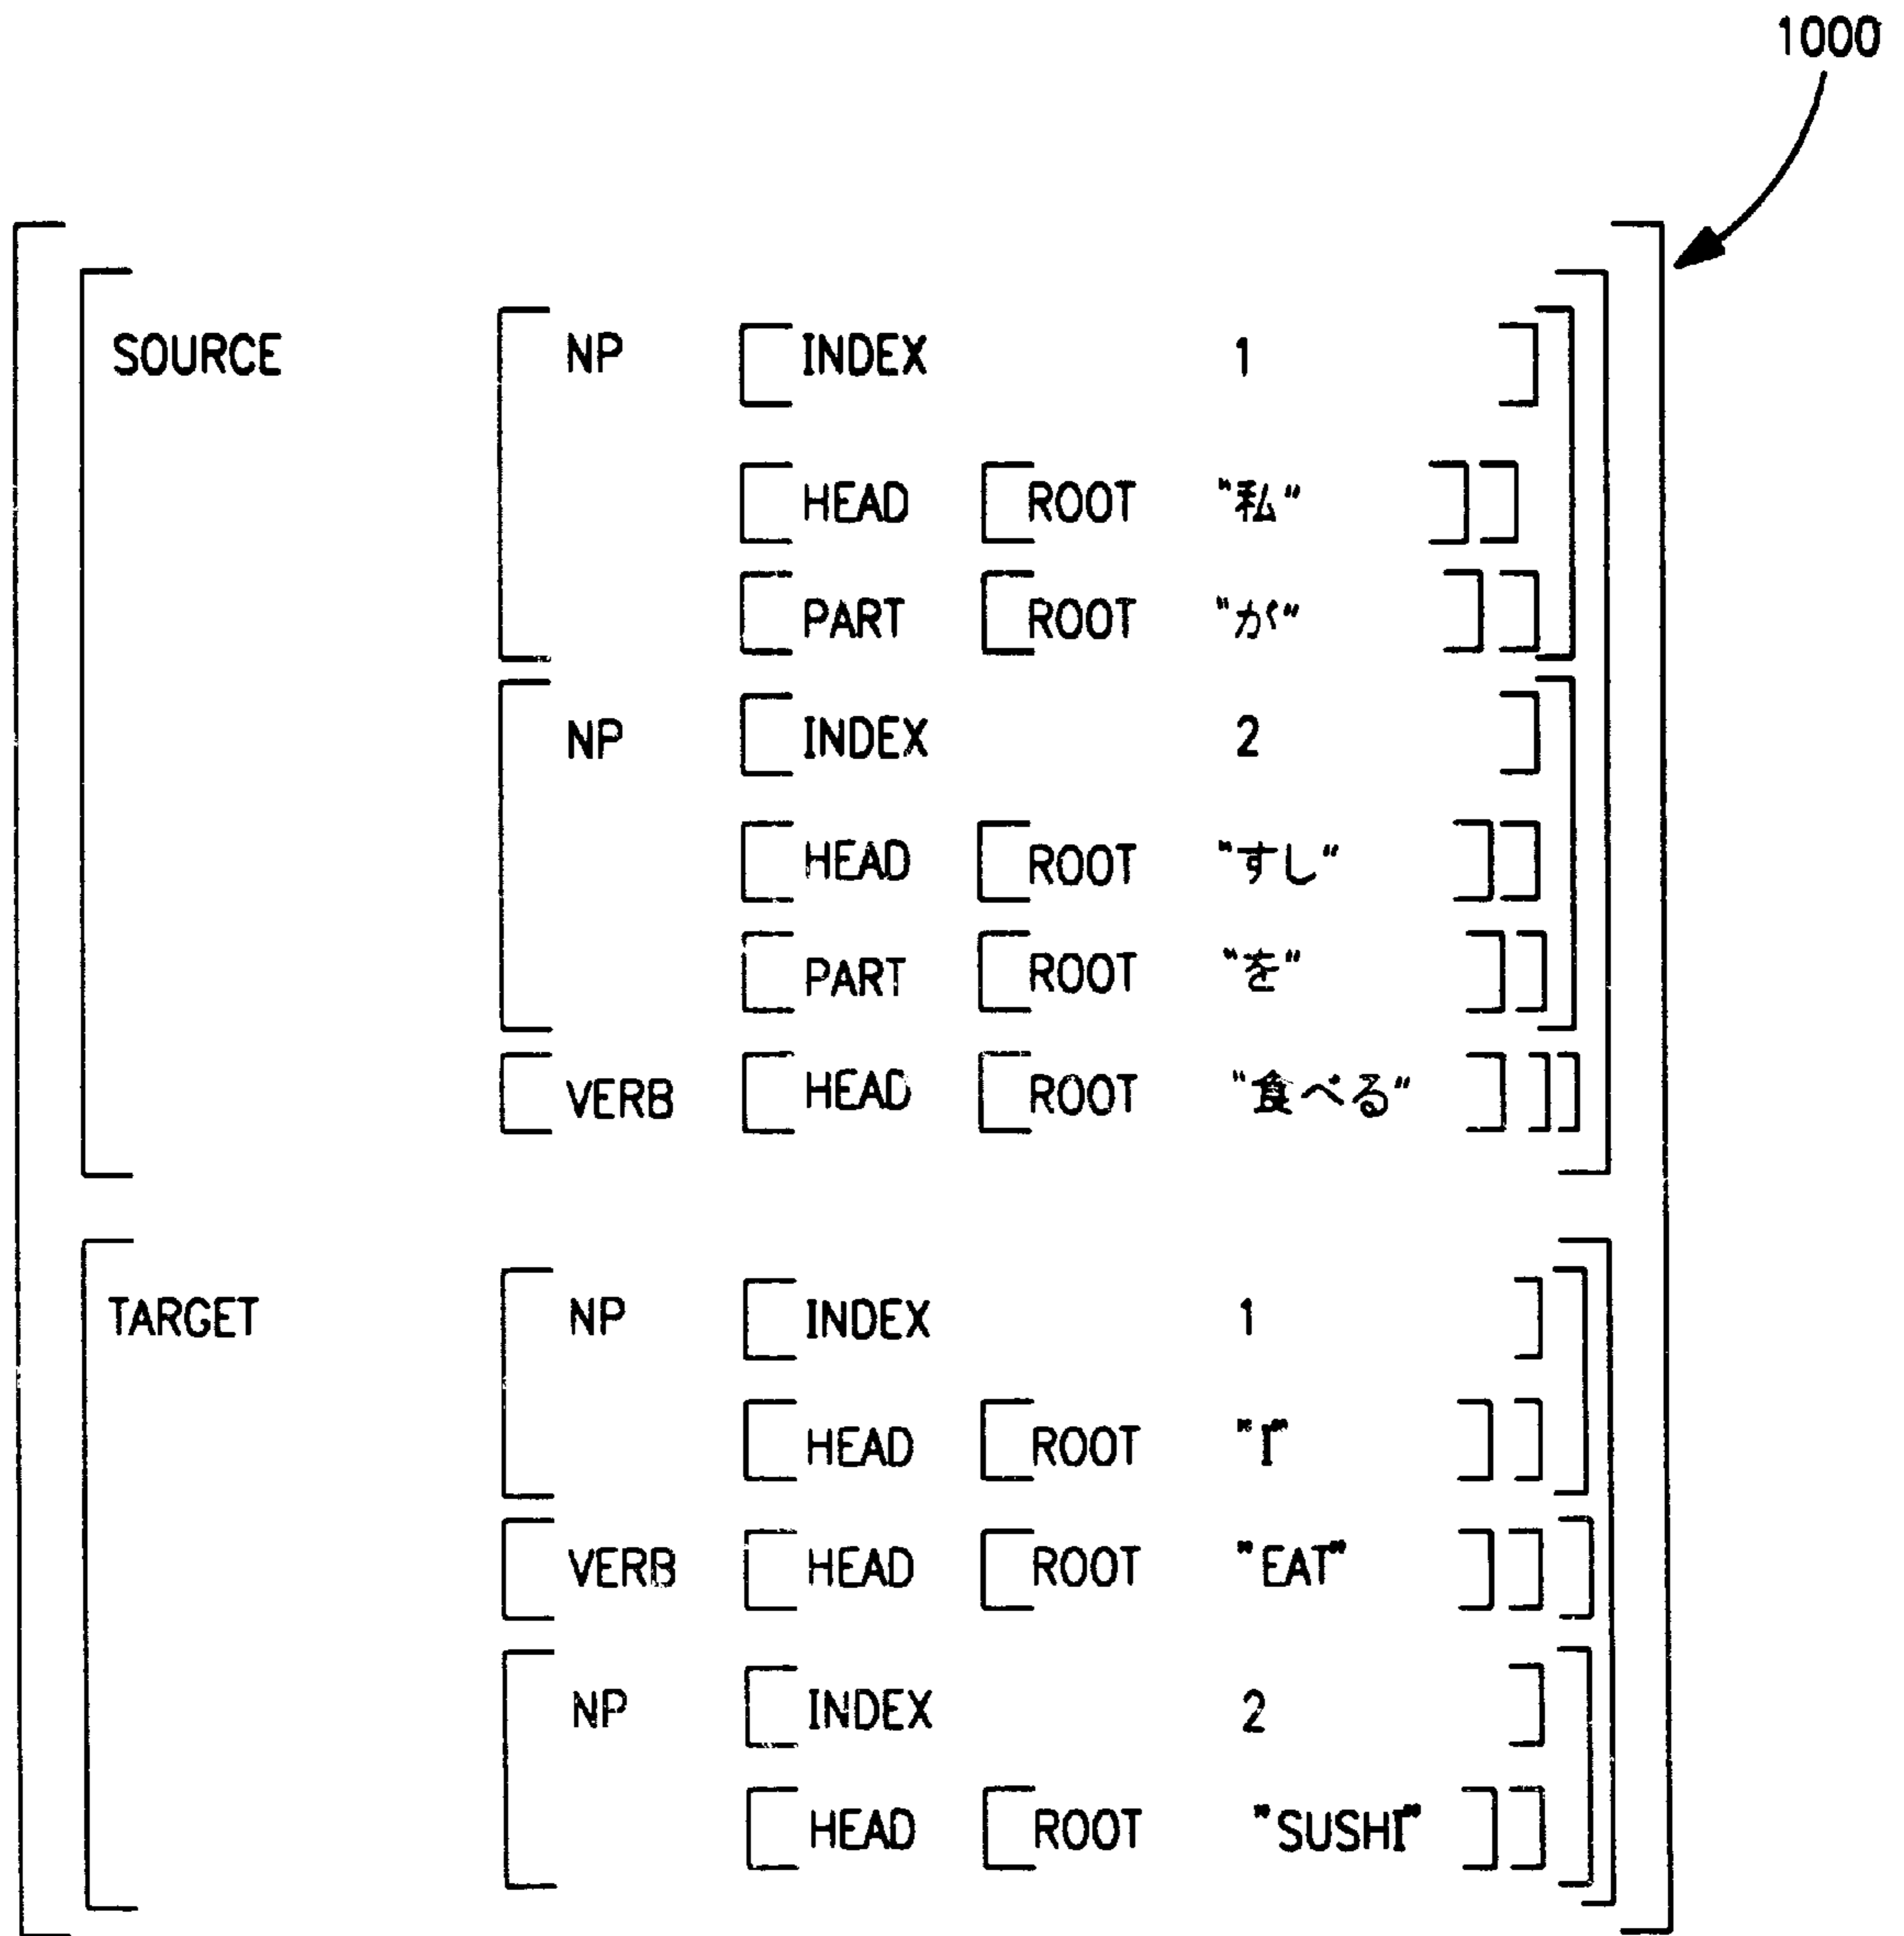 1000
SOURCE NP INDEX 1
HEAD ROOT "私"
PART ROOT "が"
NP INDEX 2
HEAD ROOT "すし"
PART ROOT "を"
VERB HEAD ROOT "食べる"
TARGET NP INDEX 1
HEAD ROOT "I"
VERB HEAD ROOT "EAT"
NP INDEX 2
HEAD ROOT "SUSHI"